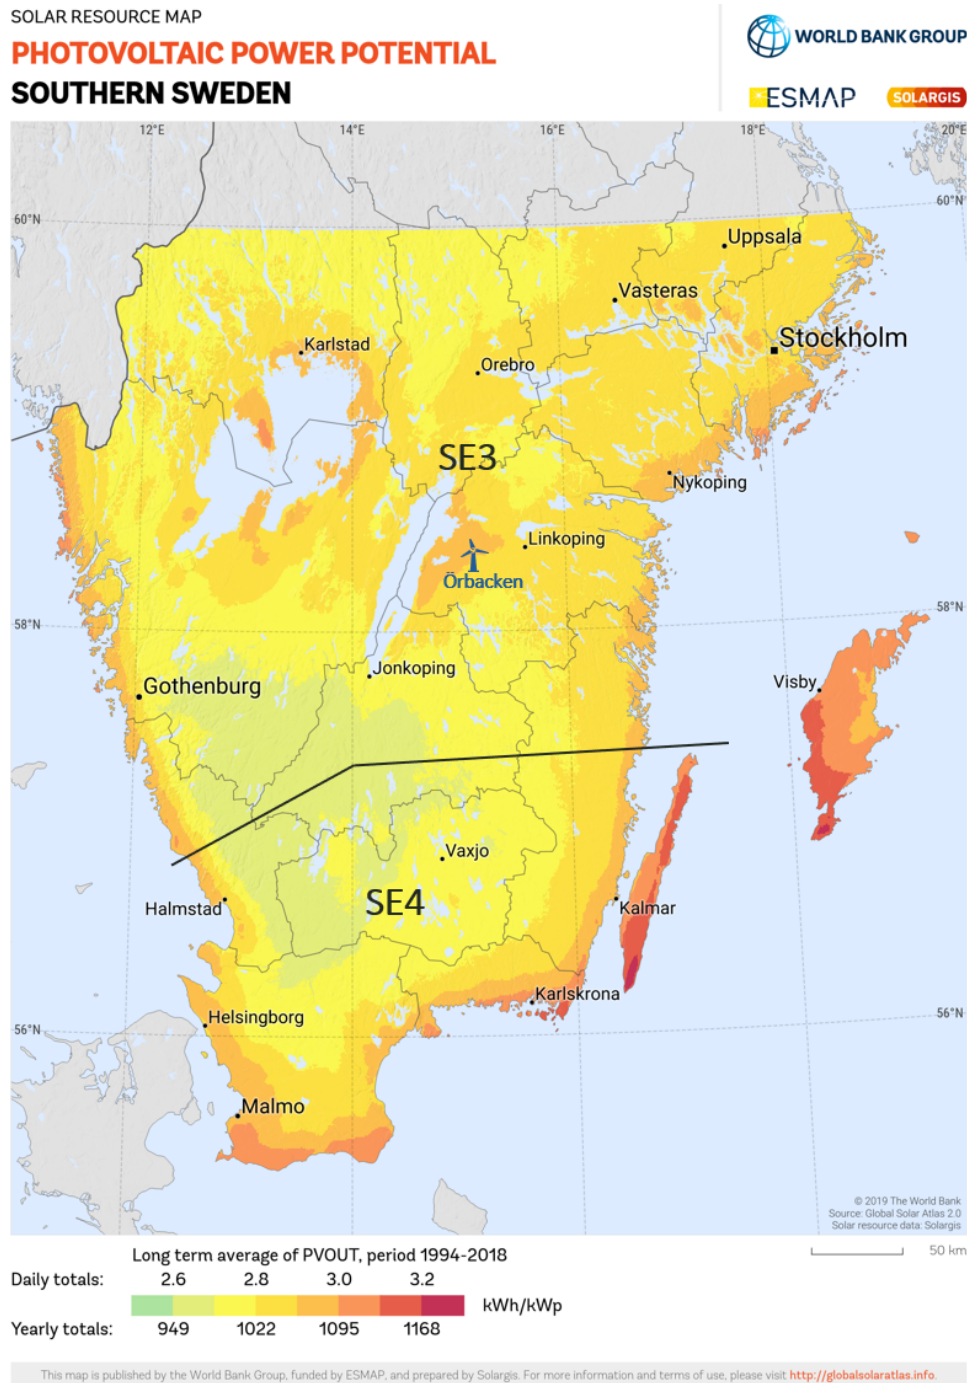 SOLAR RESOURCE MAP
PHOTOVOLTAIC POWER POTENTIAL
SOUTHERN SWEDEN
WORLD BANK GROUP
ESMAP
SOLARGIS
12°E
14°E
16°E
18°E
20°E
60°N
60°N
Uppsala
Vasteras
Stockholm
Karlstad
Orebro
SE3
Nykoping
Linkoping
Örbacken
58°N
58°N
Jonkoping
Gothenburg
Visby
Vaxjo
SE4
Halmstad
Kalmar
Karlskrona
Helsingborg
56°N
56°N
Malmo
© 2019 The World Bank
Source: Global Solar Atlas 2.0
Solar resource data: Solargis
Long term average of PVOUT, period 1994-2018
50 km
Daily totals: 2.6 2.8 3.0 3.2
kWh/kWp
Yearly totals: 949 1022 1095 1168
This map is published by the World Bank Group, funded by ESMAP, and prepared by Solargis. For more information and terms of use, please visit http://globalsolaratlas.info.